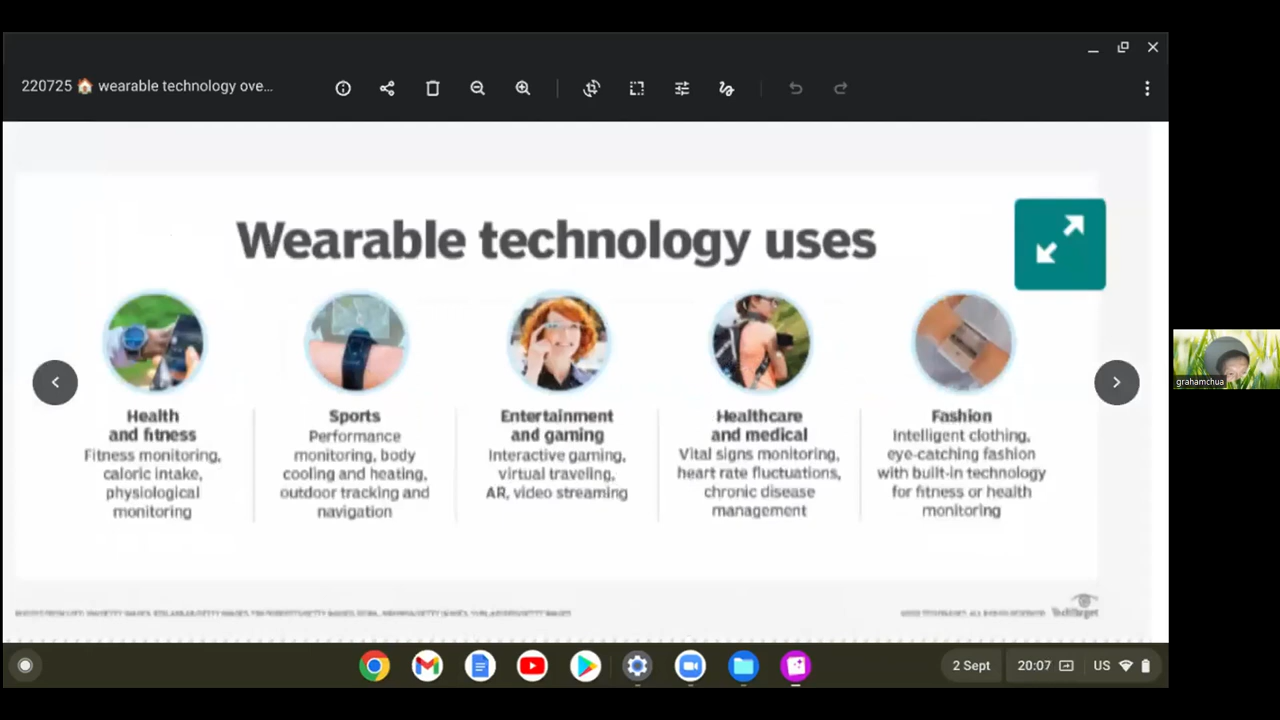 220725 🏠 wearable technology ove...
Wearable technology uses
Health
and fitness
Fitness monitoring,
caloric intake,
physiological
monitoring
Sports
Performance
monitoring, body
cooling and heating,
outdoor tracking and
navigation
Entertainment
and gaming
Interactive gaming,
virtual traveling,
AR, video streaming
Healthcare
and medical
Vital signs monitoring,
heart rate fluctuations,
chronic disease
management
Fashion
Intelligent clothing,
eye-catching fashion
with built-in technology
for fitness or health
monitoring
TechTarget
grahamchua
2 Sept
20:07
US